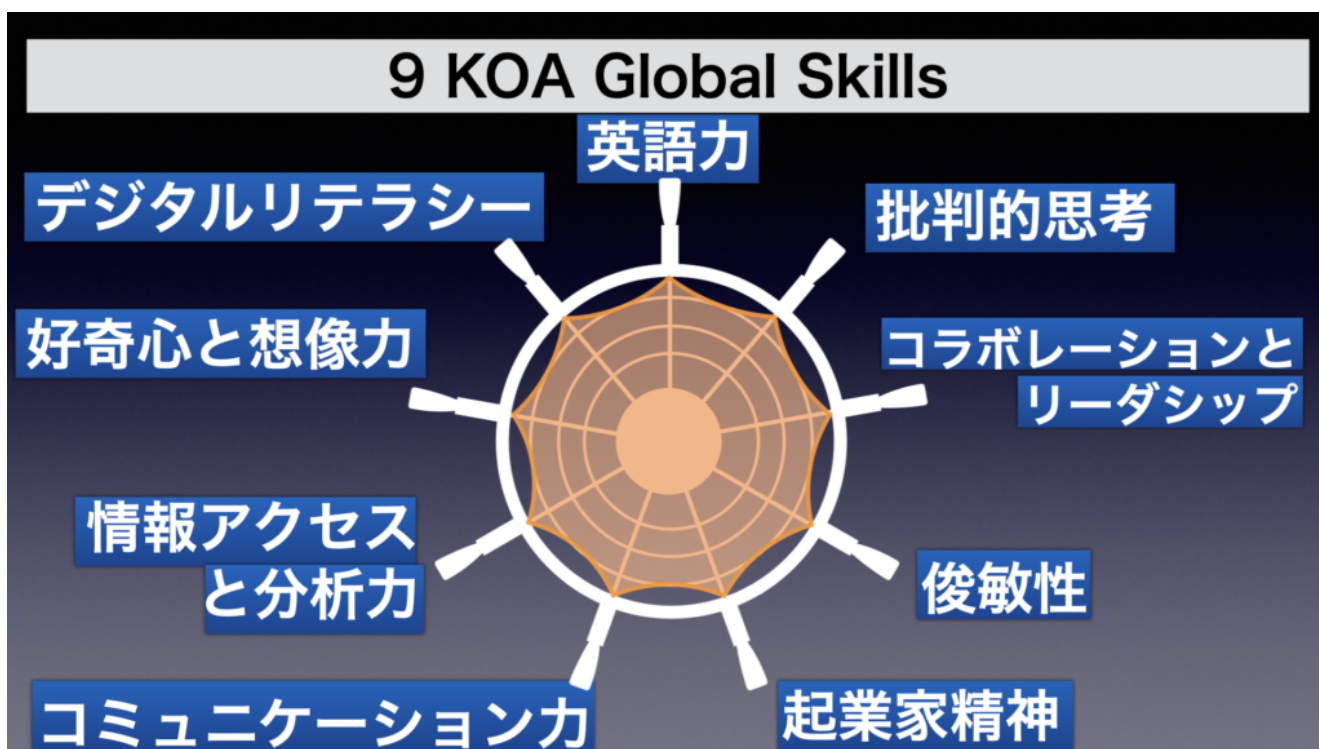 9 KOA Global Skills
英語力
批判的思考
コラボレーションと
リーダシップ
俊敏性
起業家精神
コミュニケーション力
情報アクセス
と分析力
好奇心と想像力
デジタルリテラシー